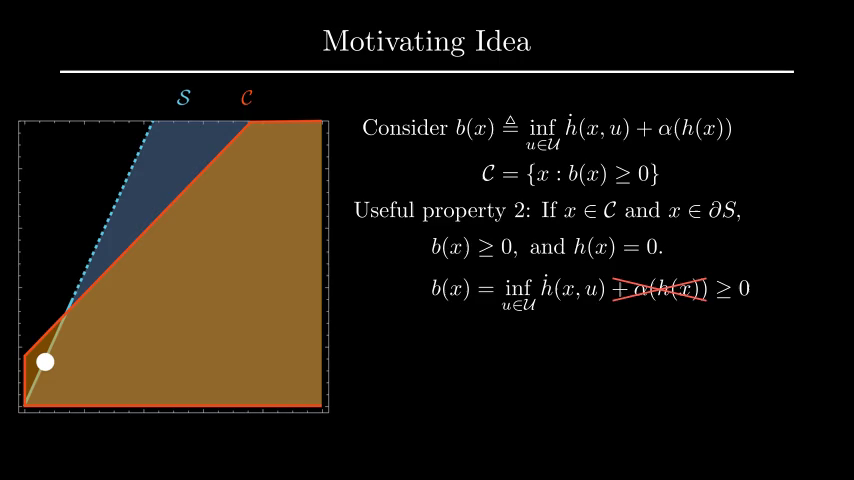 Motivating Idea
𝒮 𝒞
Consider b(x) ≜ inf_{u∈𝒰} ḣ(x, u) + α(h(x))
𝒞 = {x : b(x) ≥ 0}
Useful property 2: If x ∈ 𝒞 and x ∈ ∂S,
b(x) ≥ 0, and h(x) = 0.
b(x) = inf_{u∈𝒰} ḣ(x, u) + α(h(x)) ≥ 0